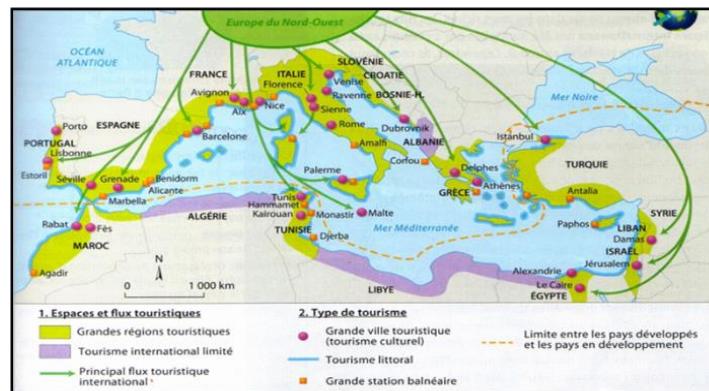 Europe du Nord-Ouest
OCÉAN
ATLANTIQUE
FRANCE
ITALIE
SLOVÉNIE
CROATIE
BOSNIE-H.
Florence
Venise
Ravenne
Avignon
Aix
Nice
Sienne
Mer Noire
Porto
ESPAGNE
Rome
Dubrovnik
Istanbul
PORTUGAL
Lisbonne
Barcelone
ALBANIE
Amalfi
Corfou
TURQUIE
Estoril
Séville
Grenade
Benidorm
Alicante
Palerme
Delphes
Athènes
GRÈCE
Antalia
Marbella
Tunis
Hammamet
Kairouan
Monastir
Malte
SYRIE
Rabat
Fès
ALGÉRIE
TUNISIE
Djerba
Mer Méditerranée
Paphos
LIBAN
Damas
MAROC
ISRAËL
Jérusalem
Agadir
N
Alexandrie
Le Caire
LIBYE
ÉGYPTE
0 1 000 km
1. Espaces et flux touristiques
Grandes régions touristiques
Tourisme international limité
Principal flux touristique
international
2. Type de tourisme
Grande ville touristique
(tourisme culturel)
Tourisme littoral
Grande station balnéaire
Limite entre les pays développés
et les pays en développement